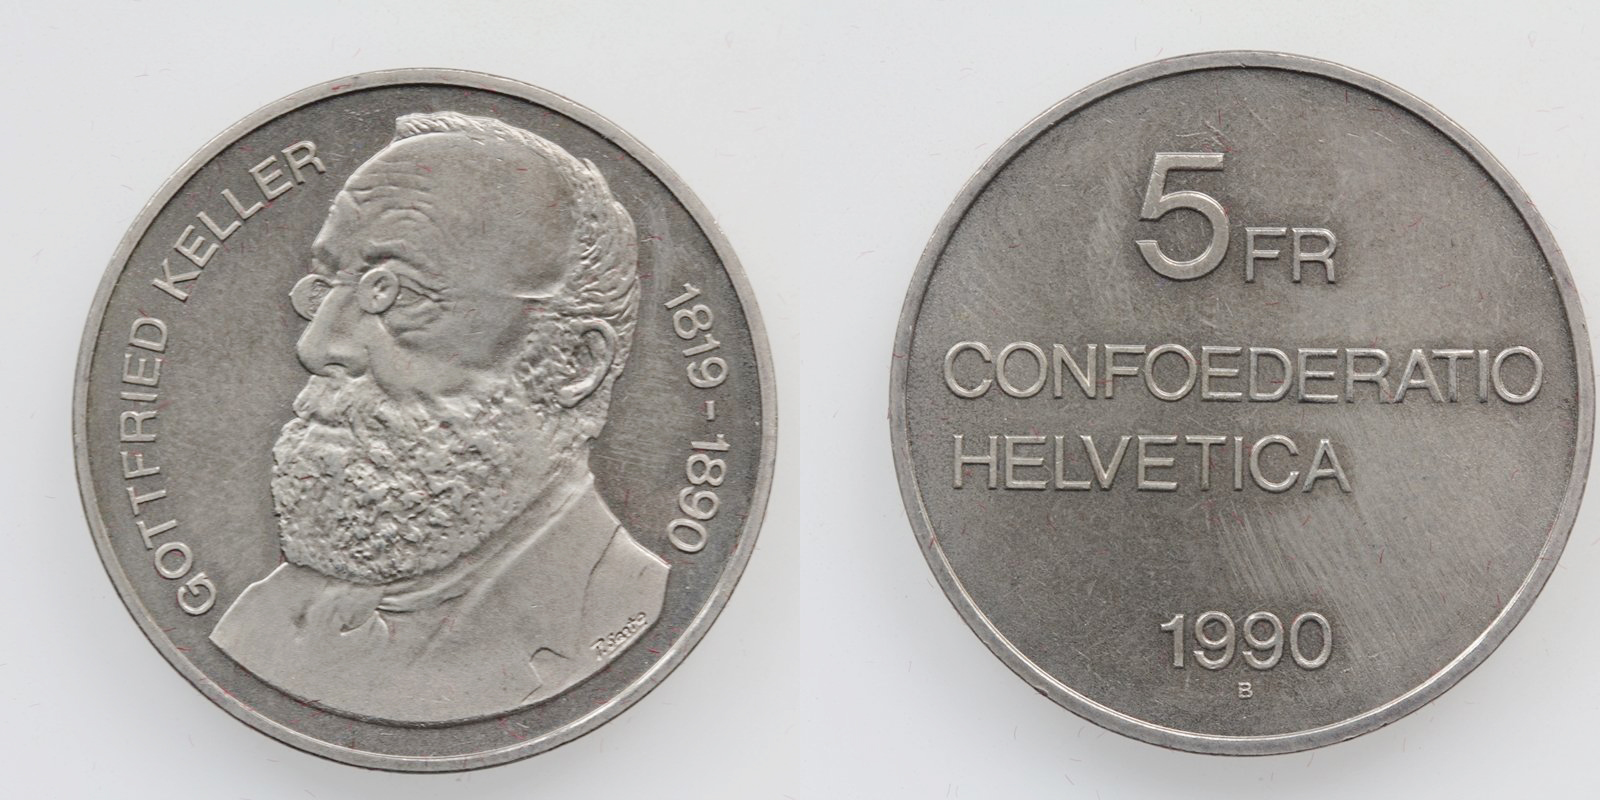 GOTTFRIED KELLER
1819 - 1890
5 FR
CONFOEDERATIO
HELVETICA
1990
B